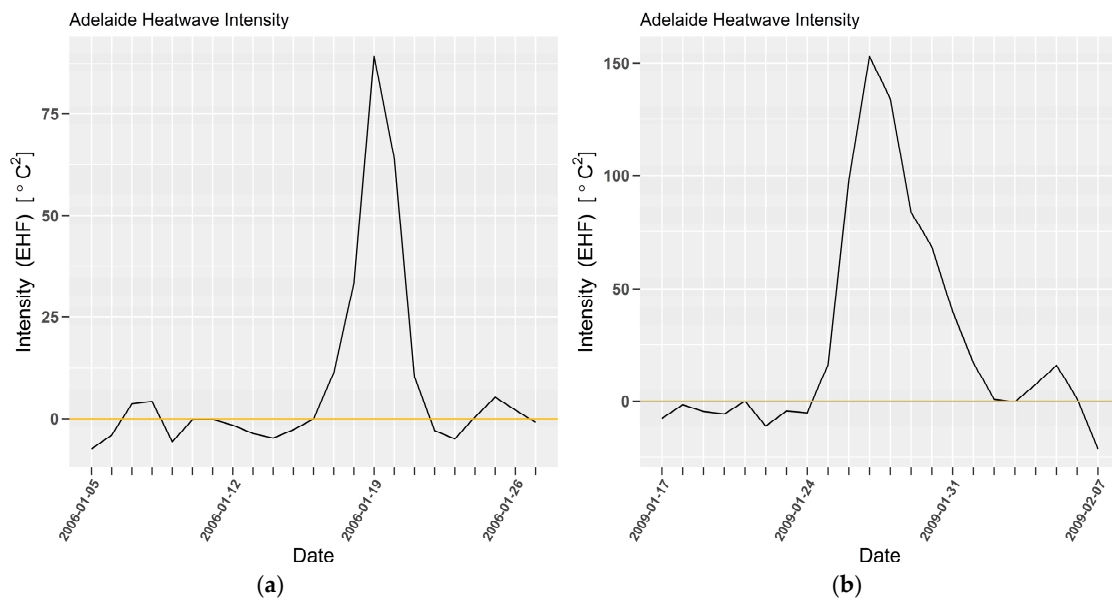 Adelaide Heatwave Intensity
Intensity (EHF) [°C²]
75
50
25
0
2006-01-05
2006-01-12
2006-01-19
2006-01-26
Date
(a)
Adelaide Heatwave Intensity
Intensity (EHF) [°C²]
150
100
50
0
2009-01-17
2009-01-24
2009-01-31
2009-02-07
Date
(b)